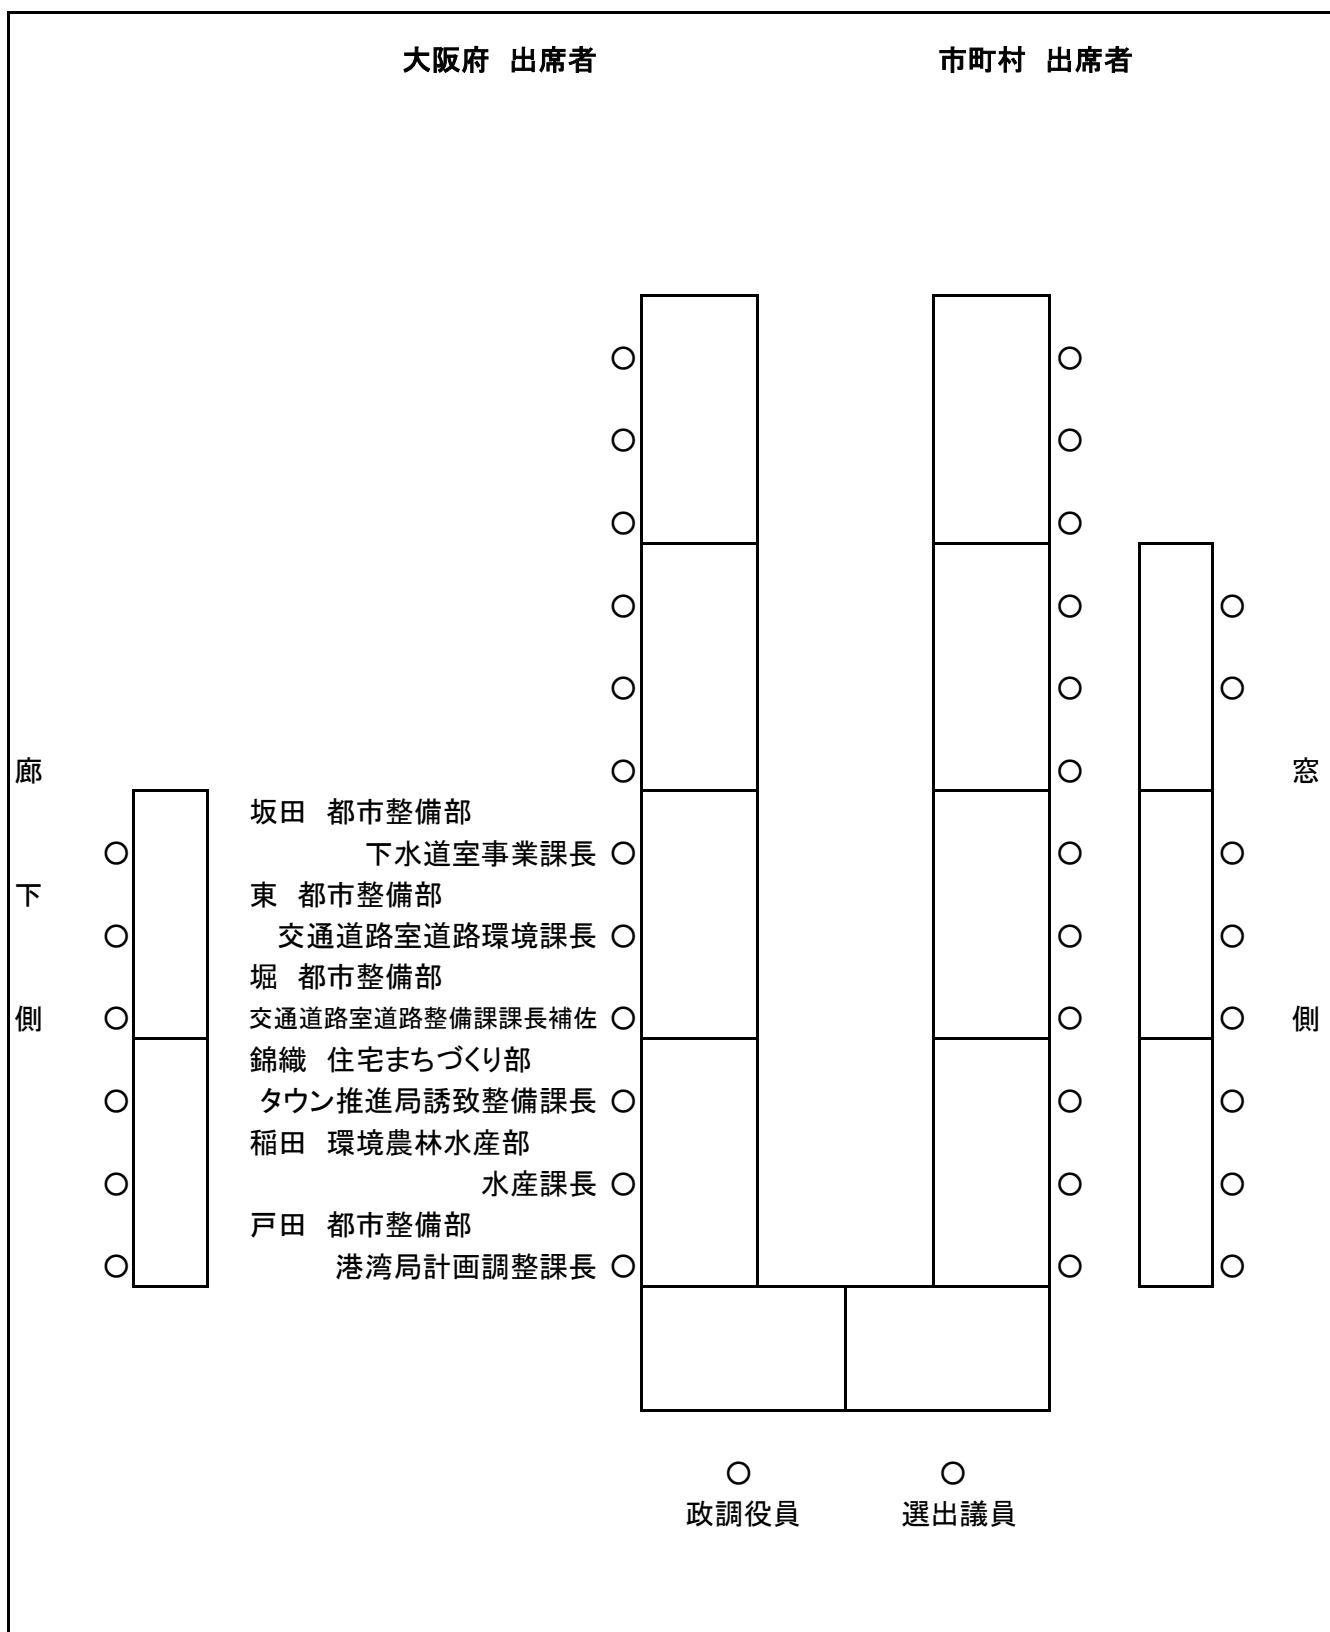 大阪府 出席者
市町村 出席者
廊下側
窓側
坂田 都市整備部
下水道室事業課長
東 都市整備部
交通道路室道路環境課長
堀 都市整備部
交通道路室道路整備課課長補佐
錦織 住宅まちづくり部
タウン推進局誘致整備課長
稲田 環境農林水産部
水産課長
戸田 都市整備部
港湾局計画調整課長
政調役員
選出議員